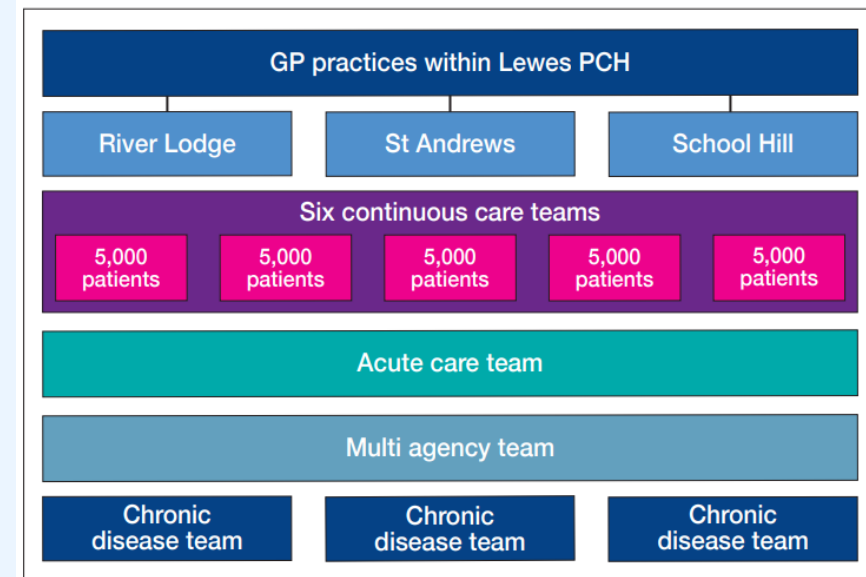 GP practices within Lewes PCH
River Lodge
St Andrews
School Hill
Six continuous care teams
5,000
patients
5,000
patients
5,000
patients
5,000
patients
5,000
patients
Acute care team
Multi agency team
Chronic
disease team
Chronic
disease team
Chronic
disease team